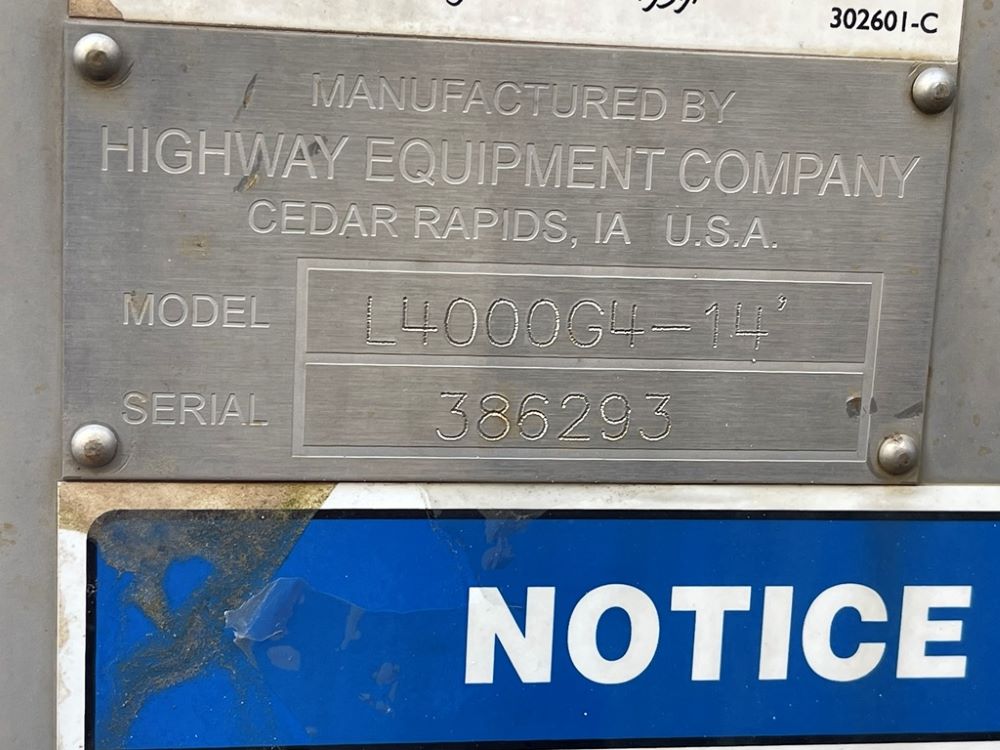 302601-C
MANUFACTURED BY
HIGHWAY EQUIPMENT COMPANY
CEDAR RAPIDS, IA U.S.A.
MODEL L4000G4-14'
SERIAL 386293
NOTICE